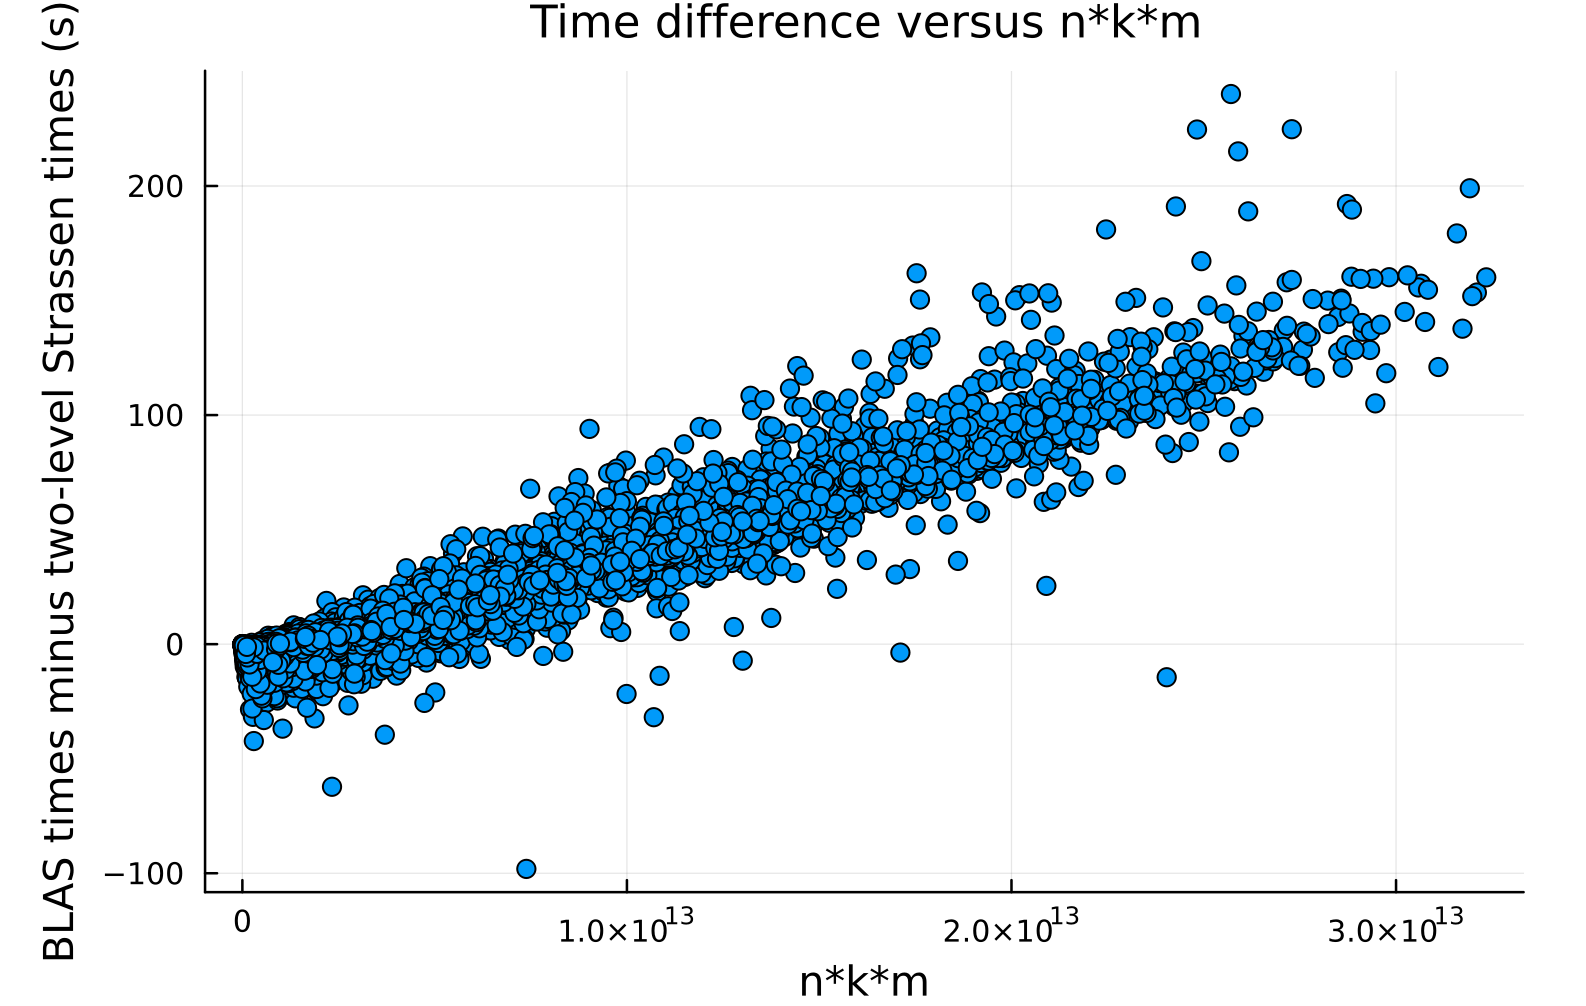 Time difference versus n*k*m
BLAS times minus two-level Strassen times (s)
200
100
0
−100
0
1.0×10¹³
2.0×10¹³
3.0×10¹³
n*k*m